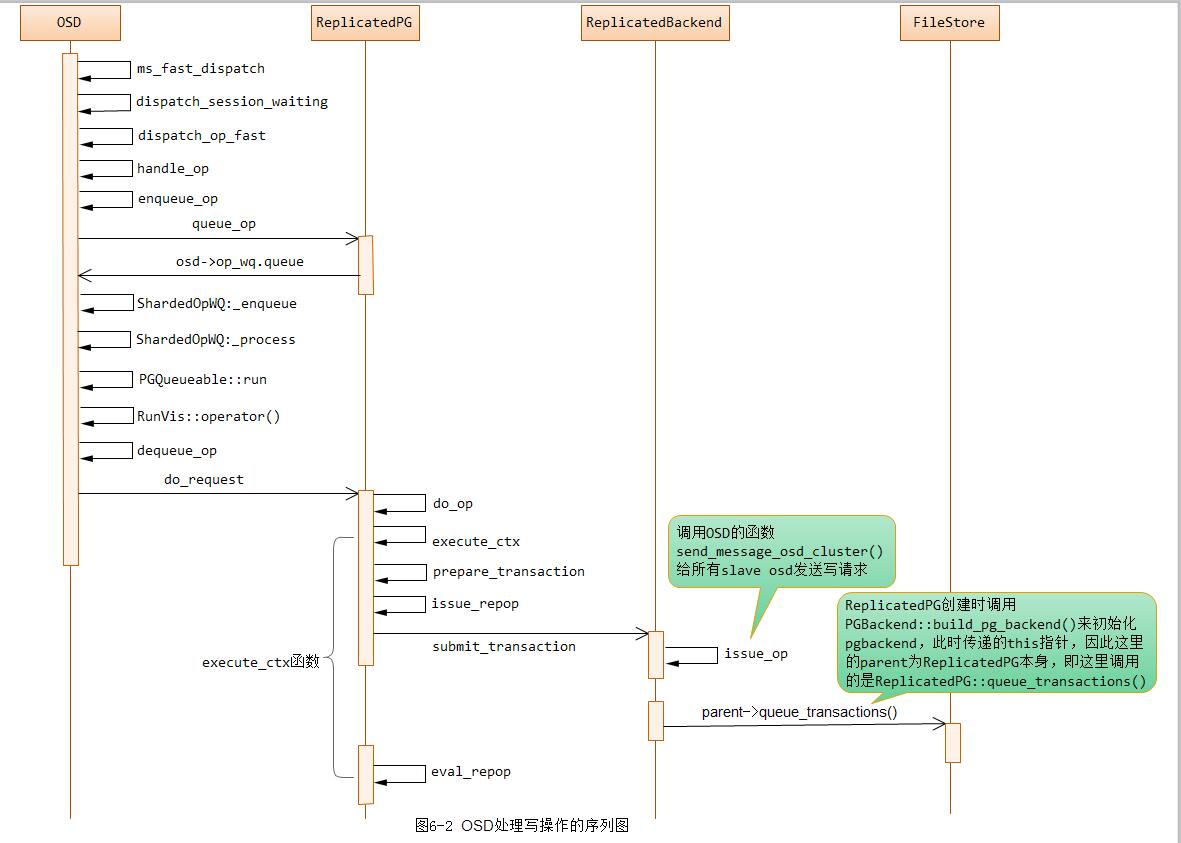 OSD
ReplicatedPG
ReplicatedBackend
FileStore
ms_fast_dispatch
dispatch_session_waiting
dispatch_op_fast
handle_op
enqueue_op
queue_op
osd->op_wq.queue
ShardedOpWQ:_enqueue
ShardedOpWQ:_process
PGQueueable::run
RunVis::operator()
dequeue_op
do_request
do_op
execute_ctx
prepare_transaction
issue_repop
submit_transaction
execute_ctx函数
调用OSD的函数
send_message_osd_cluster()
给所有slave osd发送写请求
issue_op
ReplicatedPG创建时调用
PGBackend::build_pg_backend()来初始化
pgbackend，此时传递的this指针，因此这里
的parent为ReplicatedPG本身，即这里调用
的是ReplicatedPG::queue_transactions()
parent->queue_transactions()
eval_repop
图6-2 OSD处理写操作的序列图